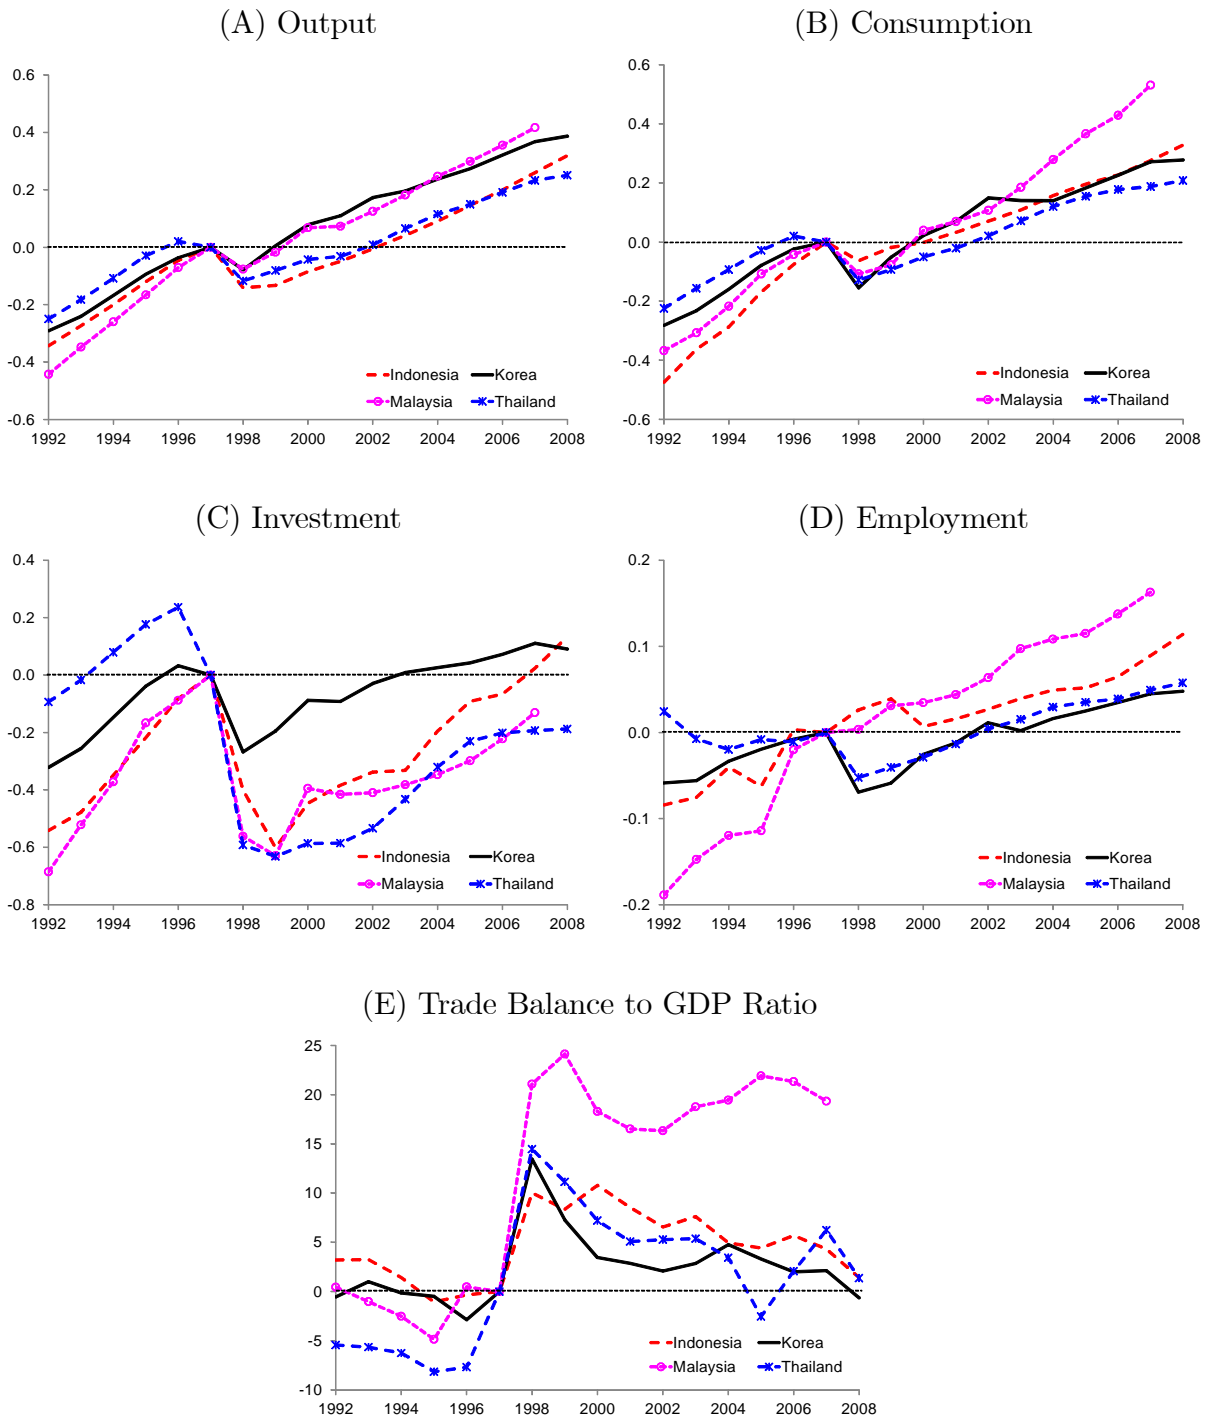 (A) Output
(B) Consumption
0.6
0.4
0.2
0.0
-0.2
-0.4
-0.6
1992 1994 1996 1998 2000 2002 2004 2006 2008
Indonesia Korea
Malaysia Thailand
0.6
0.4
0.2
0.0
-0.2
-0.4
-0.6
1992 1994 1996 1998 2000 2002 2004 2006 2008
Indonesia Korea
Malaysia Thailand
(C) Investment
(D) Employment
0.4
0.2
0.0
-0.2
-0.4
-0.6
-0.8
1992 1994 1996 1998 2000 2002 2004 2006 2008
Indonesia Korea
Malaysia Thailand
0.2
0.1
0.0
-0.1
-0.2
1992 1994 1996 1998 2000 2002 2004 2006 2008
Indonesia Korea
Malaysia Thailand
(E) Trade Balance to GDP Ratio
25
20
15
10
5
0
-5
-10
1992 1994 1996 1998 2000 2002 2004 2006 2008
Indonesia Korea
Malaysia Thailand